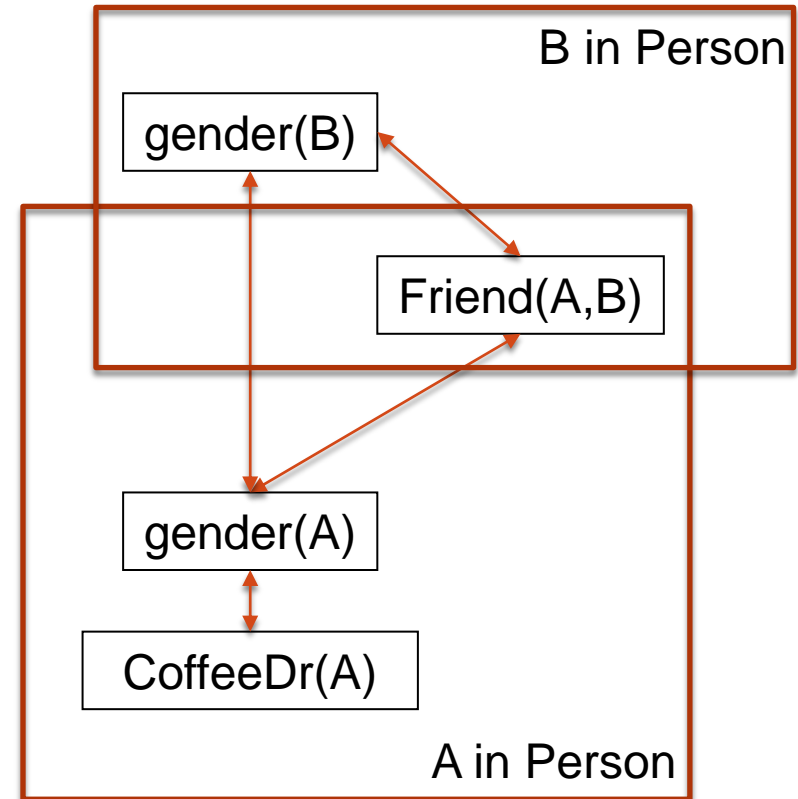 B in Person
gender(B)
Friend(A,B)
gender(A)
CoffeeDr(A)
A in Person